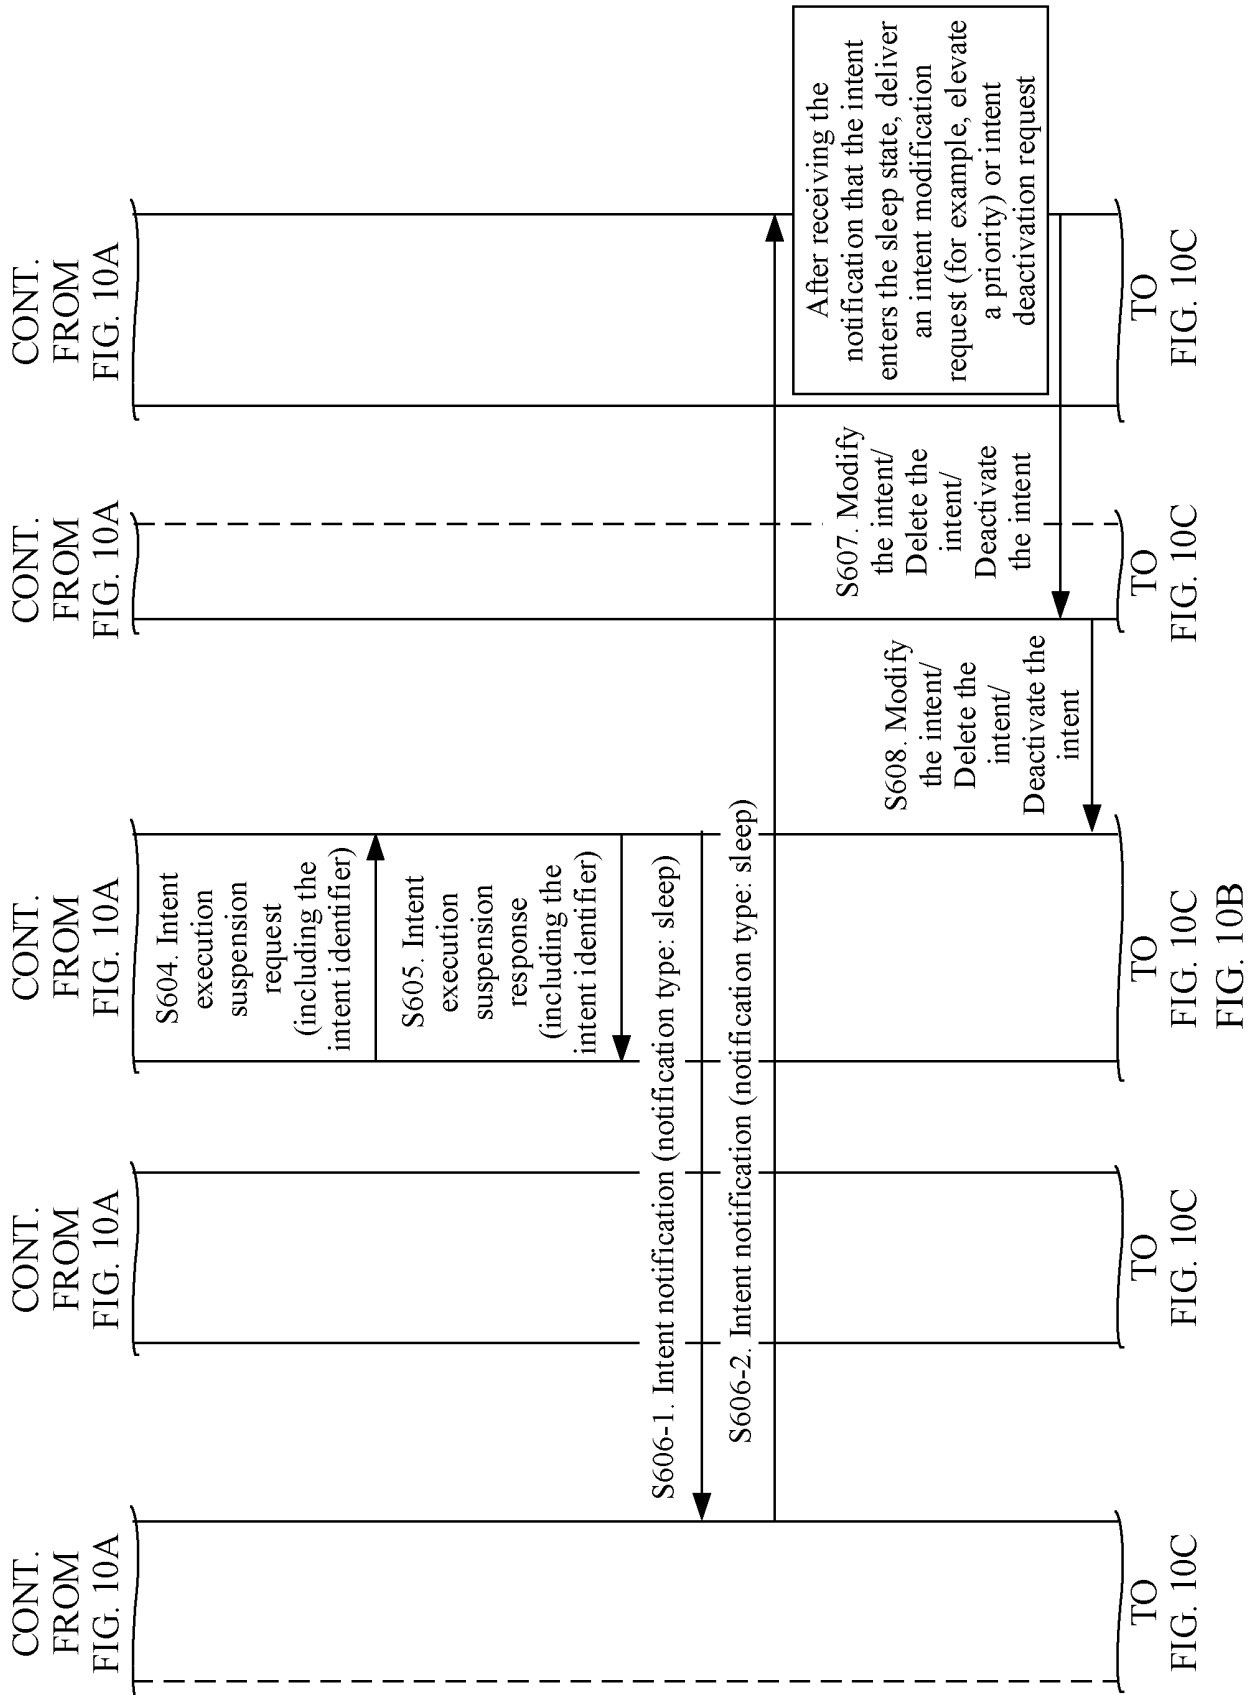 CONT.
FROM
FIG. 10A
CONT.
FROM
FIG. 10A
CONT.
FROM
FIG. 10A
CONT.
FROM
FIG. 10A
CONT.
FROM
FIG. 10A
S604. Intent
execution
suspension
request
(including the
intent identifier)
S605. Intent
execution
suspension
response
(including the
intent identifier)
S606-1. Intent notification (notification type: sleep)
S606-2. Intent notification (notification type: sleep)
After receiving the
notification that the intent
enters the sleep state, deliver
an intent modification
request (for example, elevate
a priority) or intent
deactivation request
S607. Modify
the intent/
Delete the
intent/
Deactivate
the intent
S608. Modify
the intent/
Delete the
intent/
Deactivate the
intent
TO
FIG. 10C
TO
FIG. 10C
TO
FIG. 10C
TO
FIG. 10C
TO
FIG. 10C
FIG. 10B